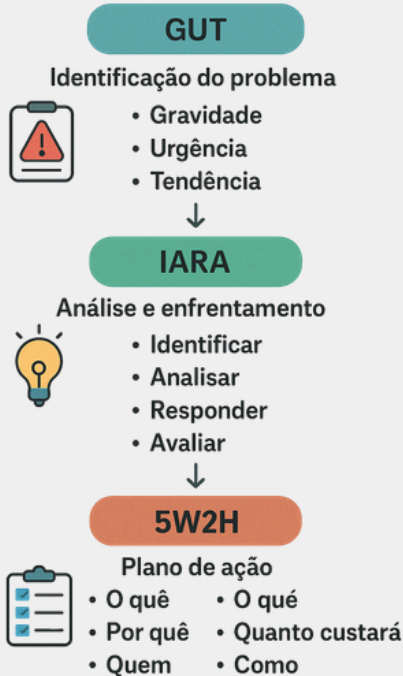 GUT
Identificação do problema
• Gravidade
• Urgência
• Tendência
IARA
Análise e enfrentamento
• Identificar
• Analisar
• Responder
• Avaliar
5W2H
Plano de ação
• O quê • O qué
• Por quê • Quanto custará
• Quem • Como